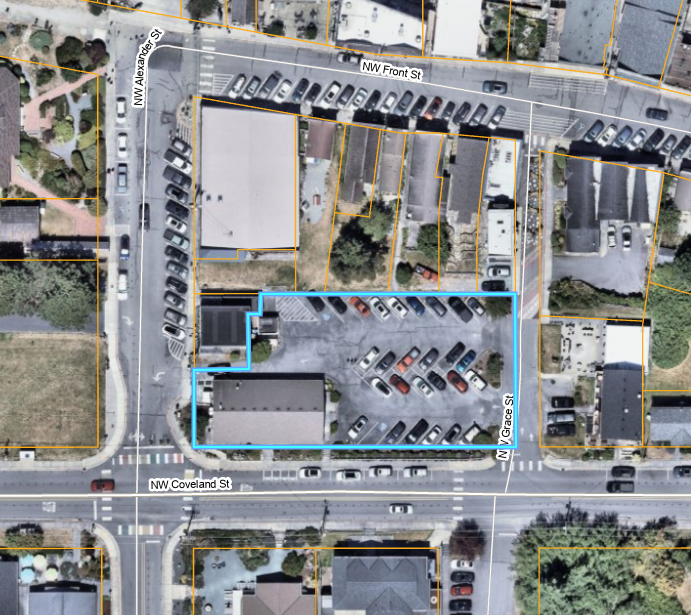 NW Alexander St
NW Front St
NW Grace St
NW Coveland St